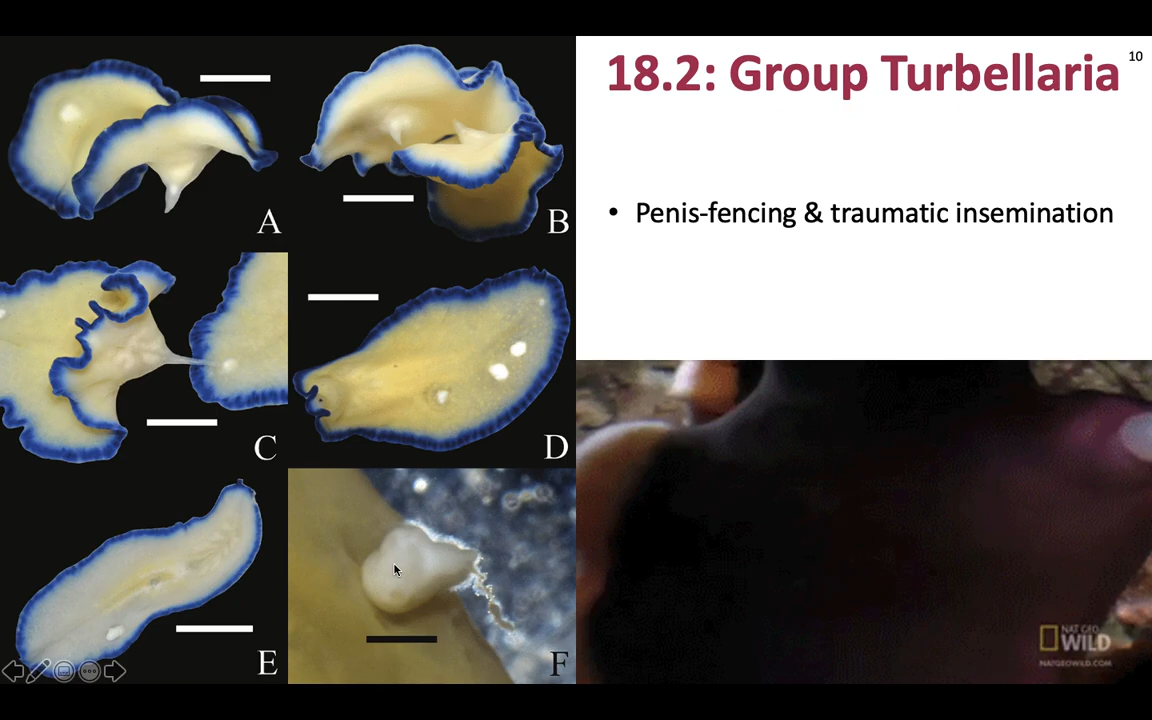 A
B
C
D
E
F
18.2: Group Turbellaria
10
• Penis-fencing & traumatic insemination
NAT GEO
WILD
NATGEOWILD.COM